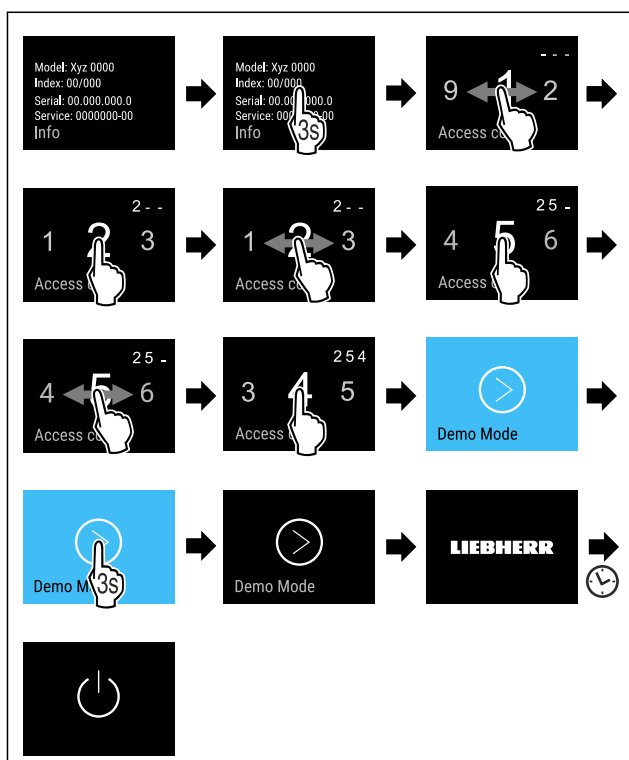 Model: Xyz 0000
Index: 00/000
Serial: 00.000.000.0
Service: 0000000-00
Info
Model: Xyz 0000
Index: 00/000
Serial: 00.000.0
Service:
Info
3s
- - -
9 1 2
Access
2 - -
1 2 3
Access
2 - -
1 2 3
Access
2 5 -
4 5 6
Access
2 5 -
4 5 6
Access
2 5 4
3 4 5
Access
Demo Mode
Demo
3s
Demo Mode
LIEBHERR